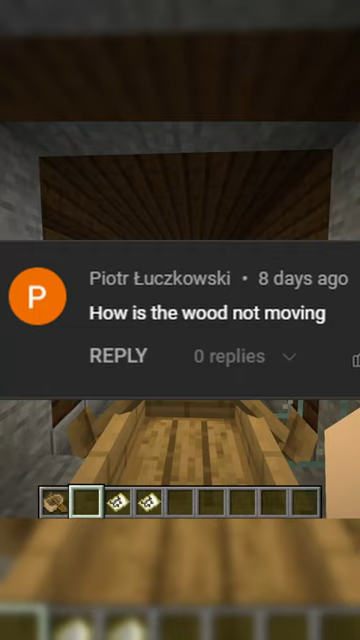 P
Piotr Łuczkowski • 8 days ago
How is the wood not moving
REPLY 0 replies